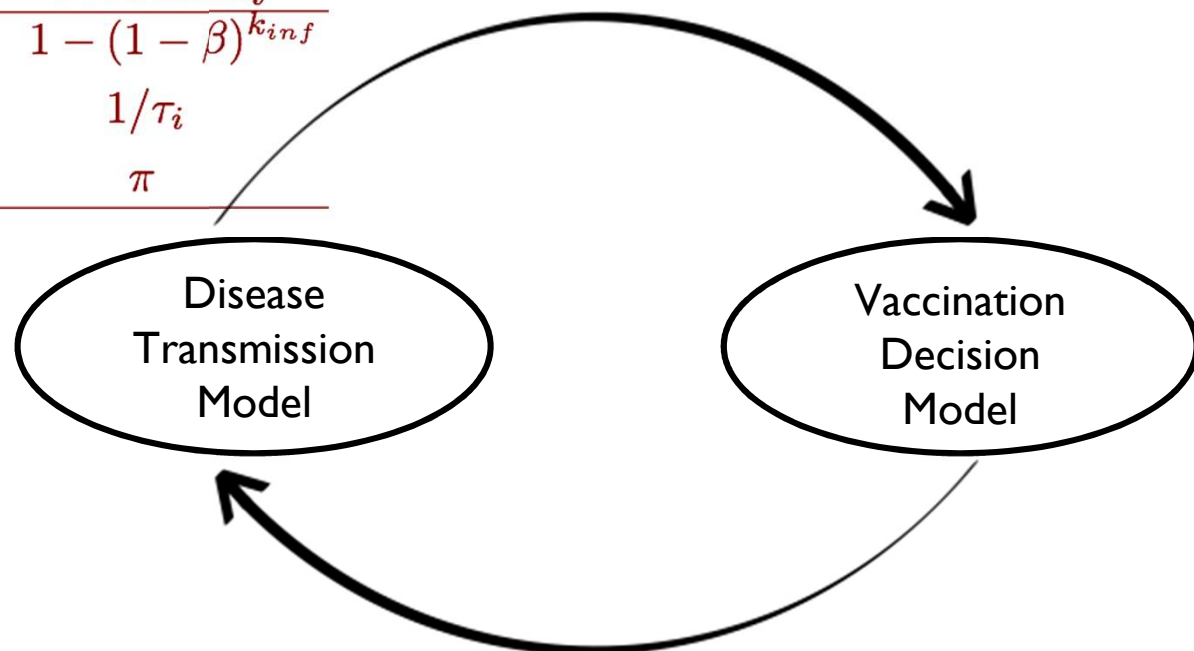 1 − (1 − β)^{k_{inf}}
1/τ_i
π
Disease
Transmission
Model
Vaccination
Decision
Model